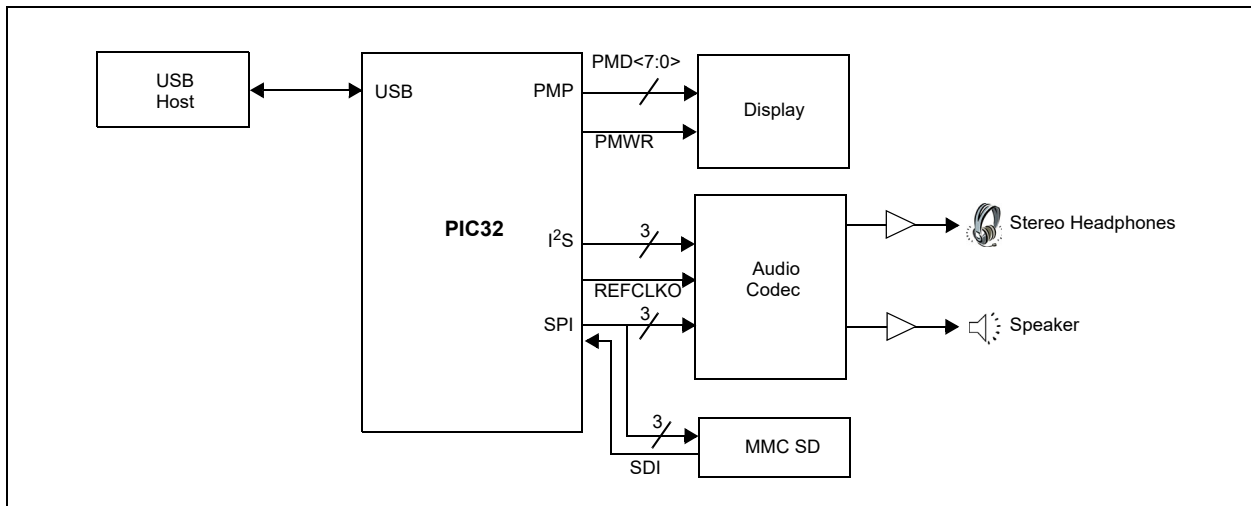 USB
Host
USB
PIC32
PMP
PMD<7:0>
PMWR
Display
I²S
3
REFCLKO
SPI
3
Audio
Codec
Stereo Headphones
Speaker
3
SDI
MMC SD